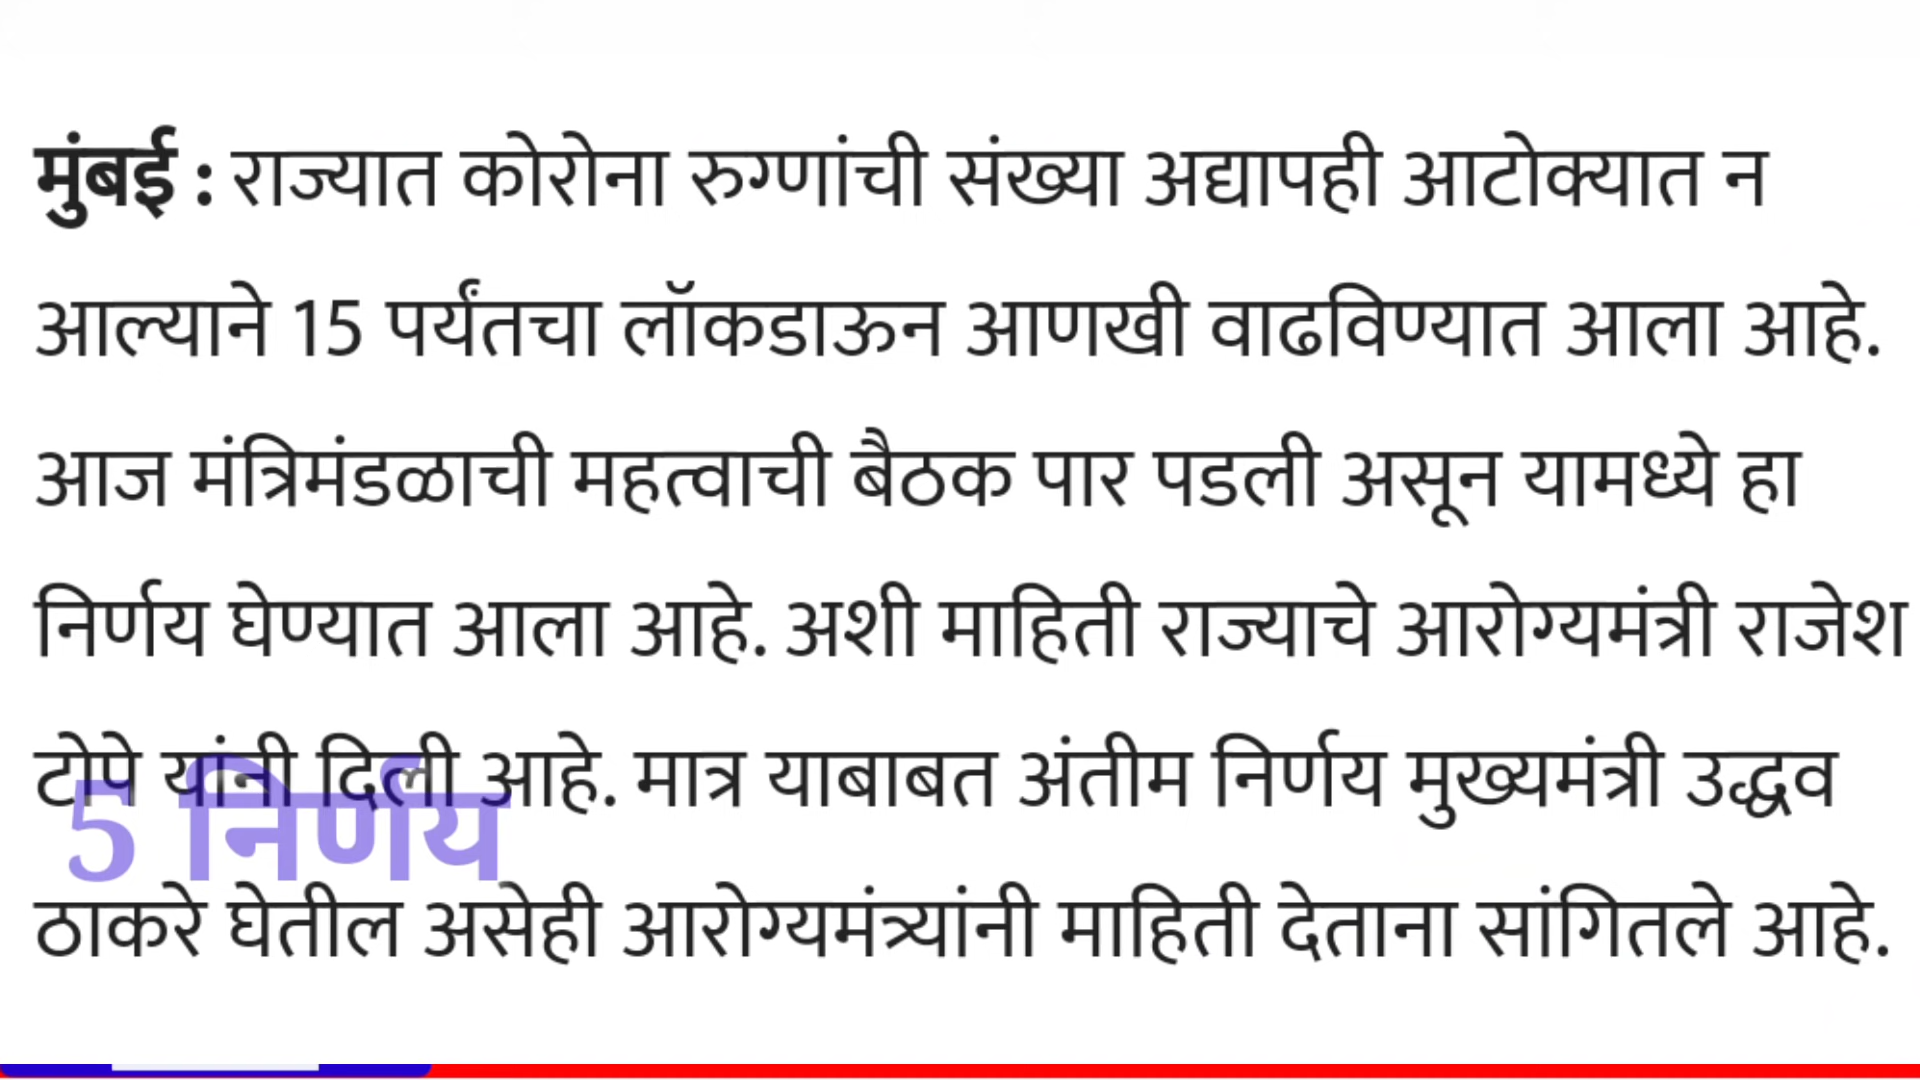 मुंबई : राज्यात कोरोना रुग्णांची संख्या अद्यापही आटोक्यात न
आल्याने 15 पर्यंतचा लॉकडाऊन आणखी वाढविण्यात आला आहे.
आज मंत्रिमंडळाची महत्वाची बैठक पार पडली असून यामध्ये हा
निर्णय घेण्यात आला आहे. अशी माहिती राज्याचे आरोग्यमंत्री राजेश
टोपे यांनी दिली आहे. मात्र याबाबत अंतीम निर्णय मुख्यमंत्री उद्धव
5 निर्णय
ठाकरे घेतील असेही आरोग्यमंत्र्यांनी माहिती देताना सांगितले आहे.